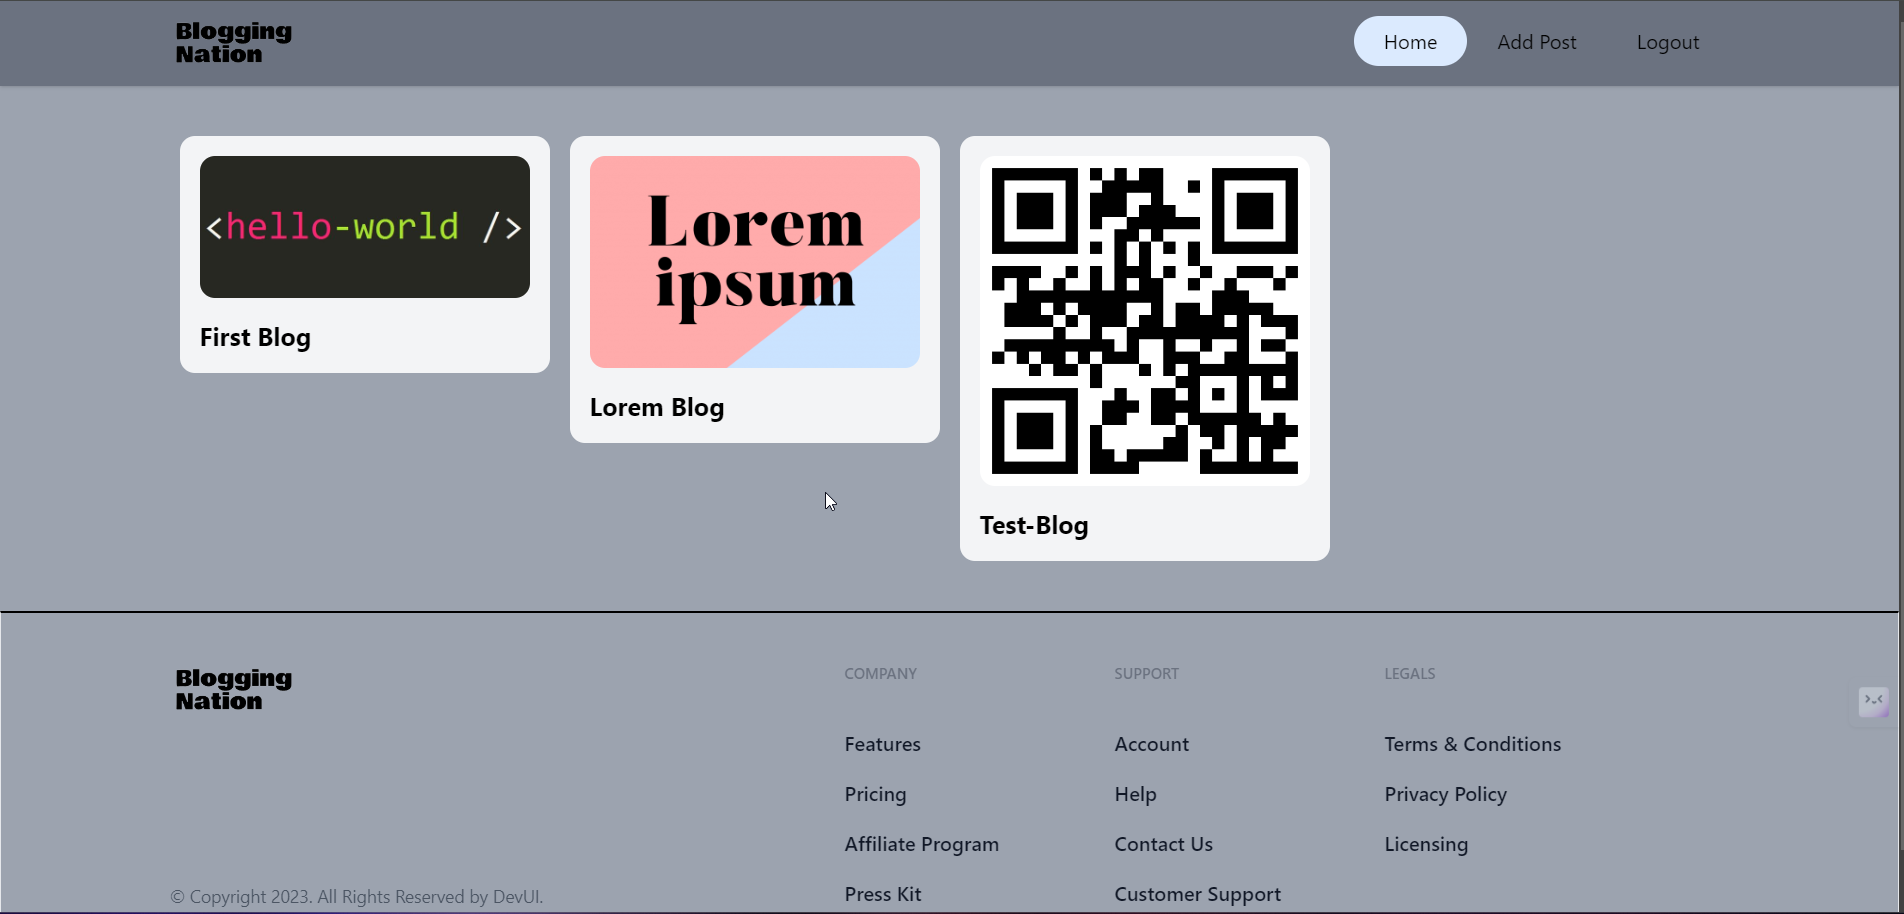 Blogging
Nation
Home
Add Post
Logout
<hello-world />
First Blog
Lorem
ipsum
Lorem Blog
Test-Blog
Blogging
Nation
COMPANY
Features
Pricing
Affiliate Program
Press Kit
SUPPORT
Account
Help
Contact Us
Customer Support
LEGALS
Terms & Conditions
Privacy Policy
Licensing
© Copyright 2023. All Rights Reserved by DevUI.